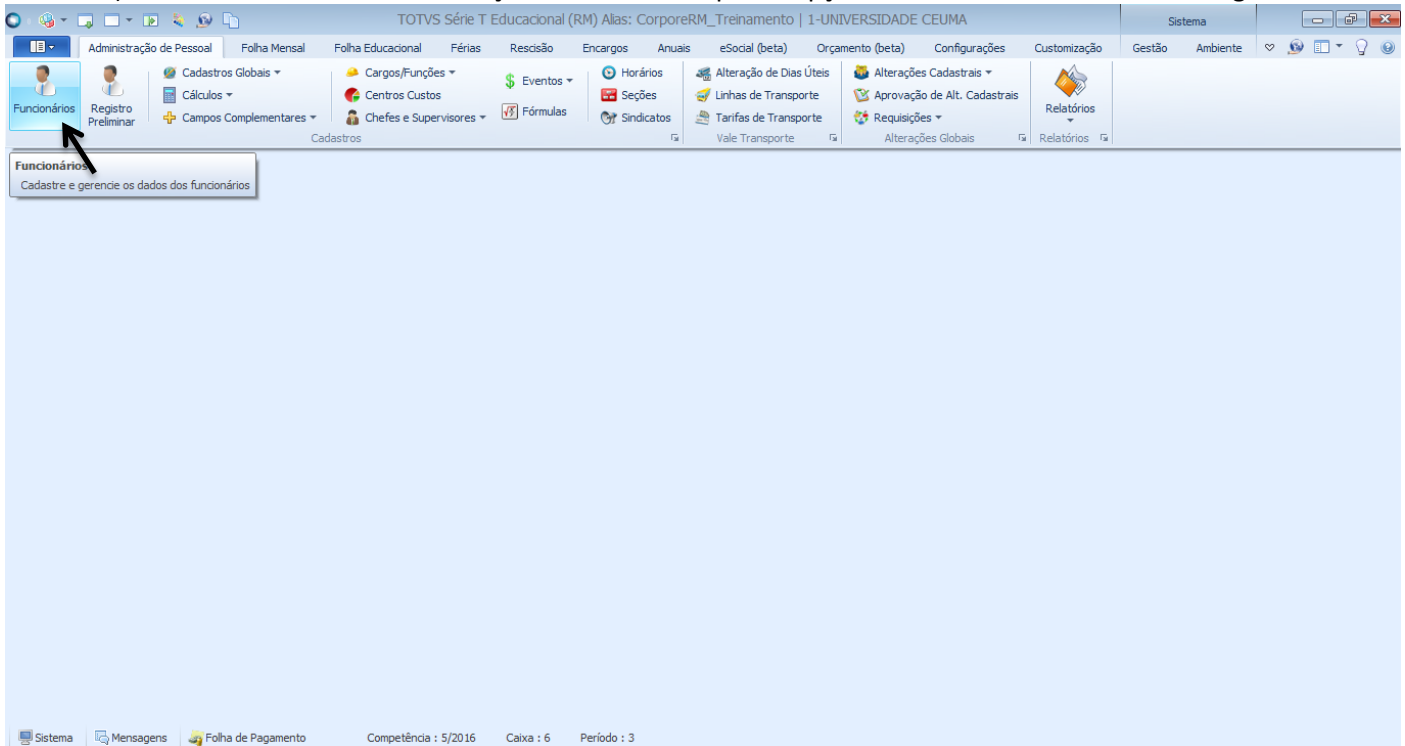 TOTVS Série T Educacional (RM) Alias: CorporeRM_Treinamento | 1-UNIVERSIDADE CEUMA
Sistema
Administração de Pessoal Folha Mensal Folha Educacional Férias Rescisão Encargos Anuais eSocial (beta) Orçamento (beta) Configurações Customização Gestão Ambiente
Funcionários
Registro Preliminar
Cadastros Globais
Cálculos
Campos Complementares
Cargos/Funções
Centros Custos
Chefes e Supervisores
Eventos
Fórmulas
Horários
Seções
Sindicatos
Cadastros
Alteração de Dias Úteis
Linhas de Transporte
Tarifas de Transporte
Vale Transporte
Alterações Cadastrais
Aprovação de Alt. Cadastrais
Requisições
Alterações Globais
Relatórios
Relatórios
Funcionários
Cadastre e gerencie os dados dos funcionários
Sistema Mensagens Folha de Pagamento Competência : 5/2016 Caixa : 6 Período : 3